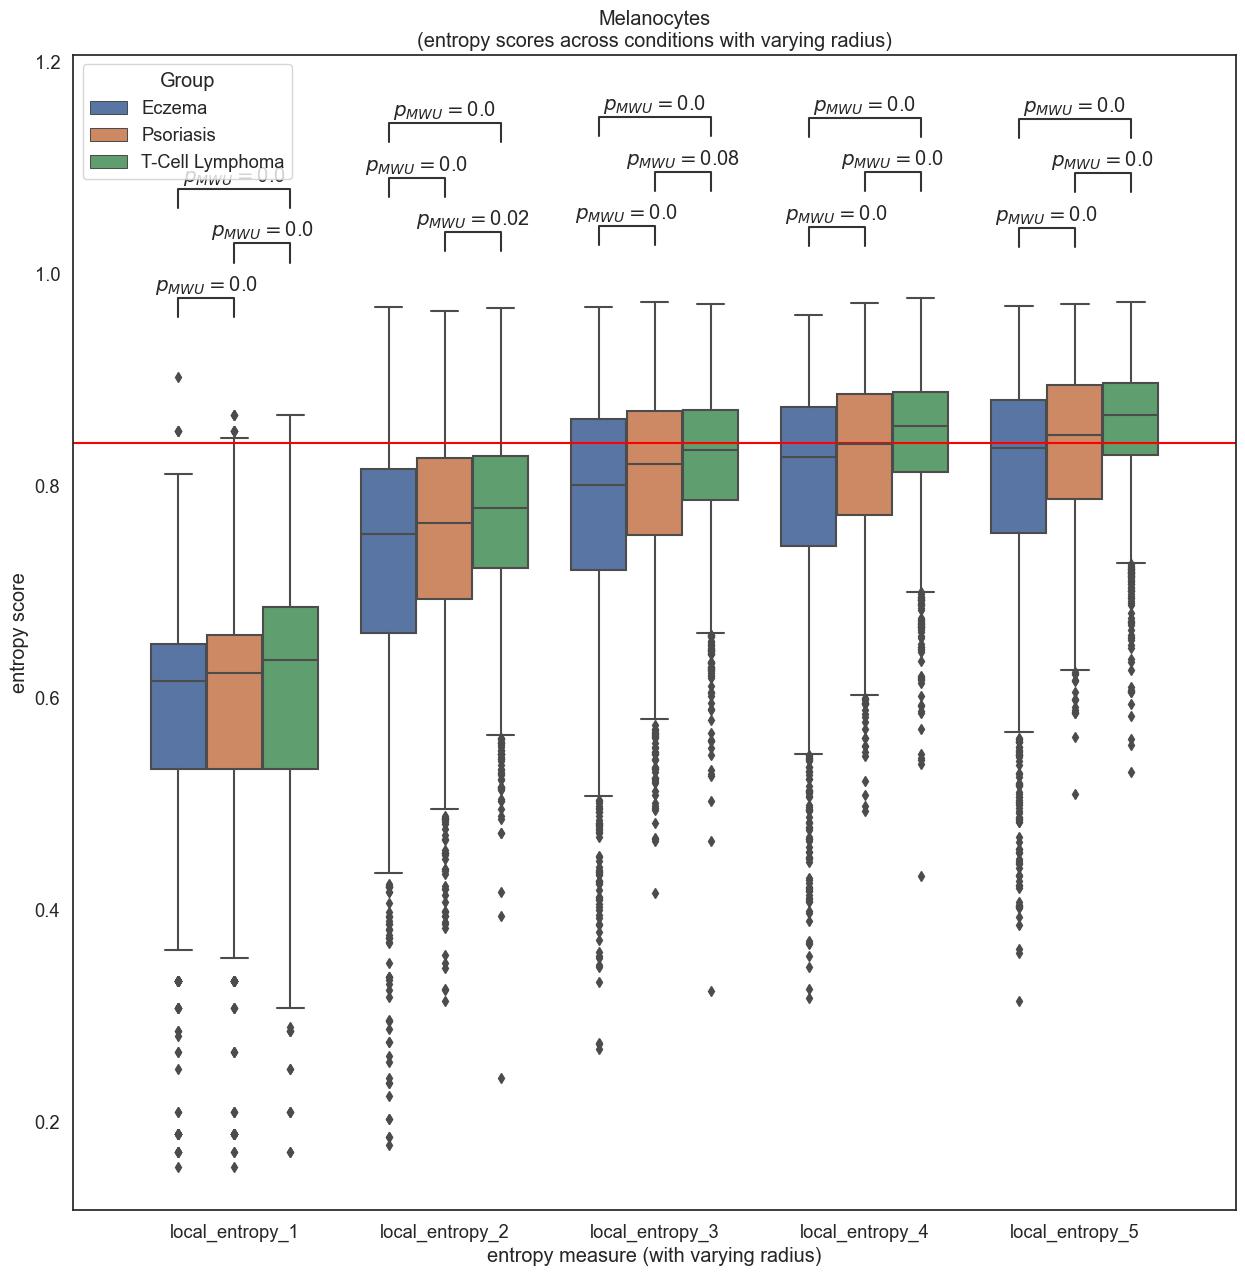 Melanocytes
(entropy scores across conditions with varying radius)
1.2
1.0
0.8
0.6
0.4
0.2
entropy score
Group
Eczema
Psoriasis
T-Cell Lymphoma
p_MWU = 0.0
p_MWU = 0.0
p_MWU = 0.0
p_MWU = 0.0
p_MWU = 0.0
p_MWU = 0.02
p_MWU = 0.0
p_MWU = 0.08
p_MWU = 0.0
p_MWU = 0.0
p_MWU = 0.0
p_MWU = 0.0
p_MWU = 0.0
p_MWU = 0.0
p_MWU = 0.0
local_entropy_1
local_entropy_2
local_entropy_3
local_entropy_4
local_entropy_5
entropy measure (with varying radius)